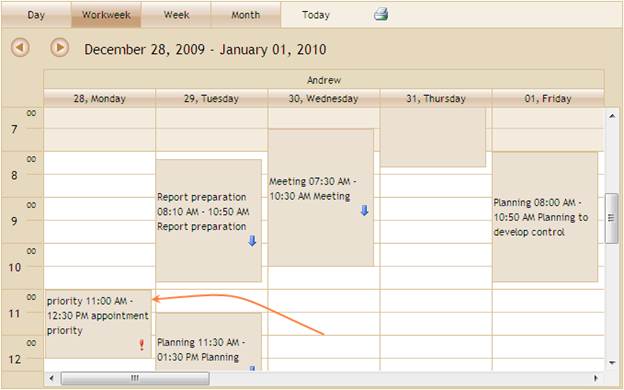 Day Workweek Week Month Today
December 28, 2009 - January 01, 2010
Andrew
28, Monday 29, Tuesday 30, Wednesday 31, Thursday 01, Friday
7 00
8 00
9 00
10 00
11 00
12 00
priority 11:00 AM -
12:30 PM appointment
priority
Report preparation
08:10 AM - 10:50 AM
Report preparation
Planning 11:30 AM -
01:30 PM Planning
Meeting 07:30 AM -
10:30 AM Meeting
Planning 08:00 AM -
10:50 AM Planning to
develop control